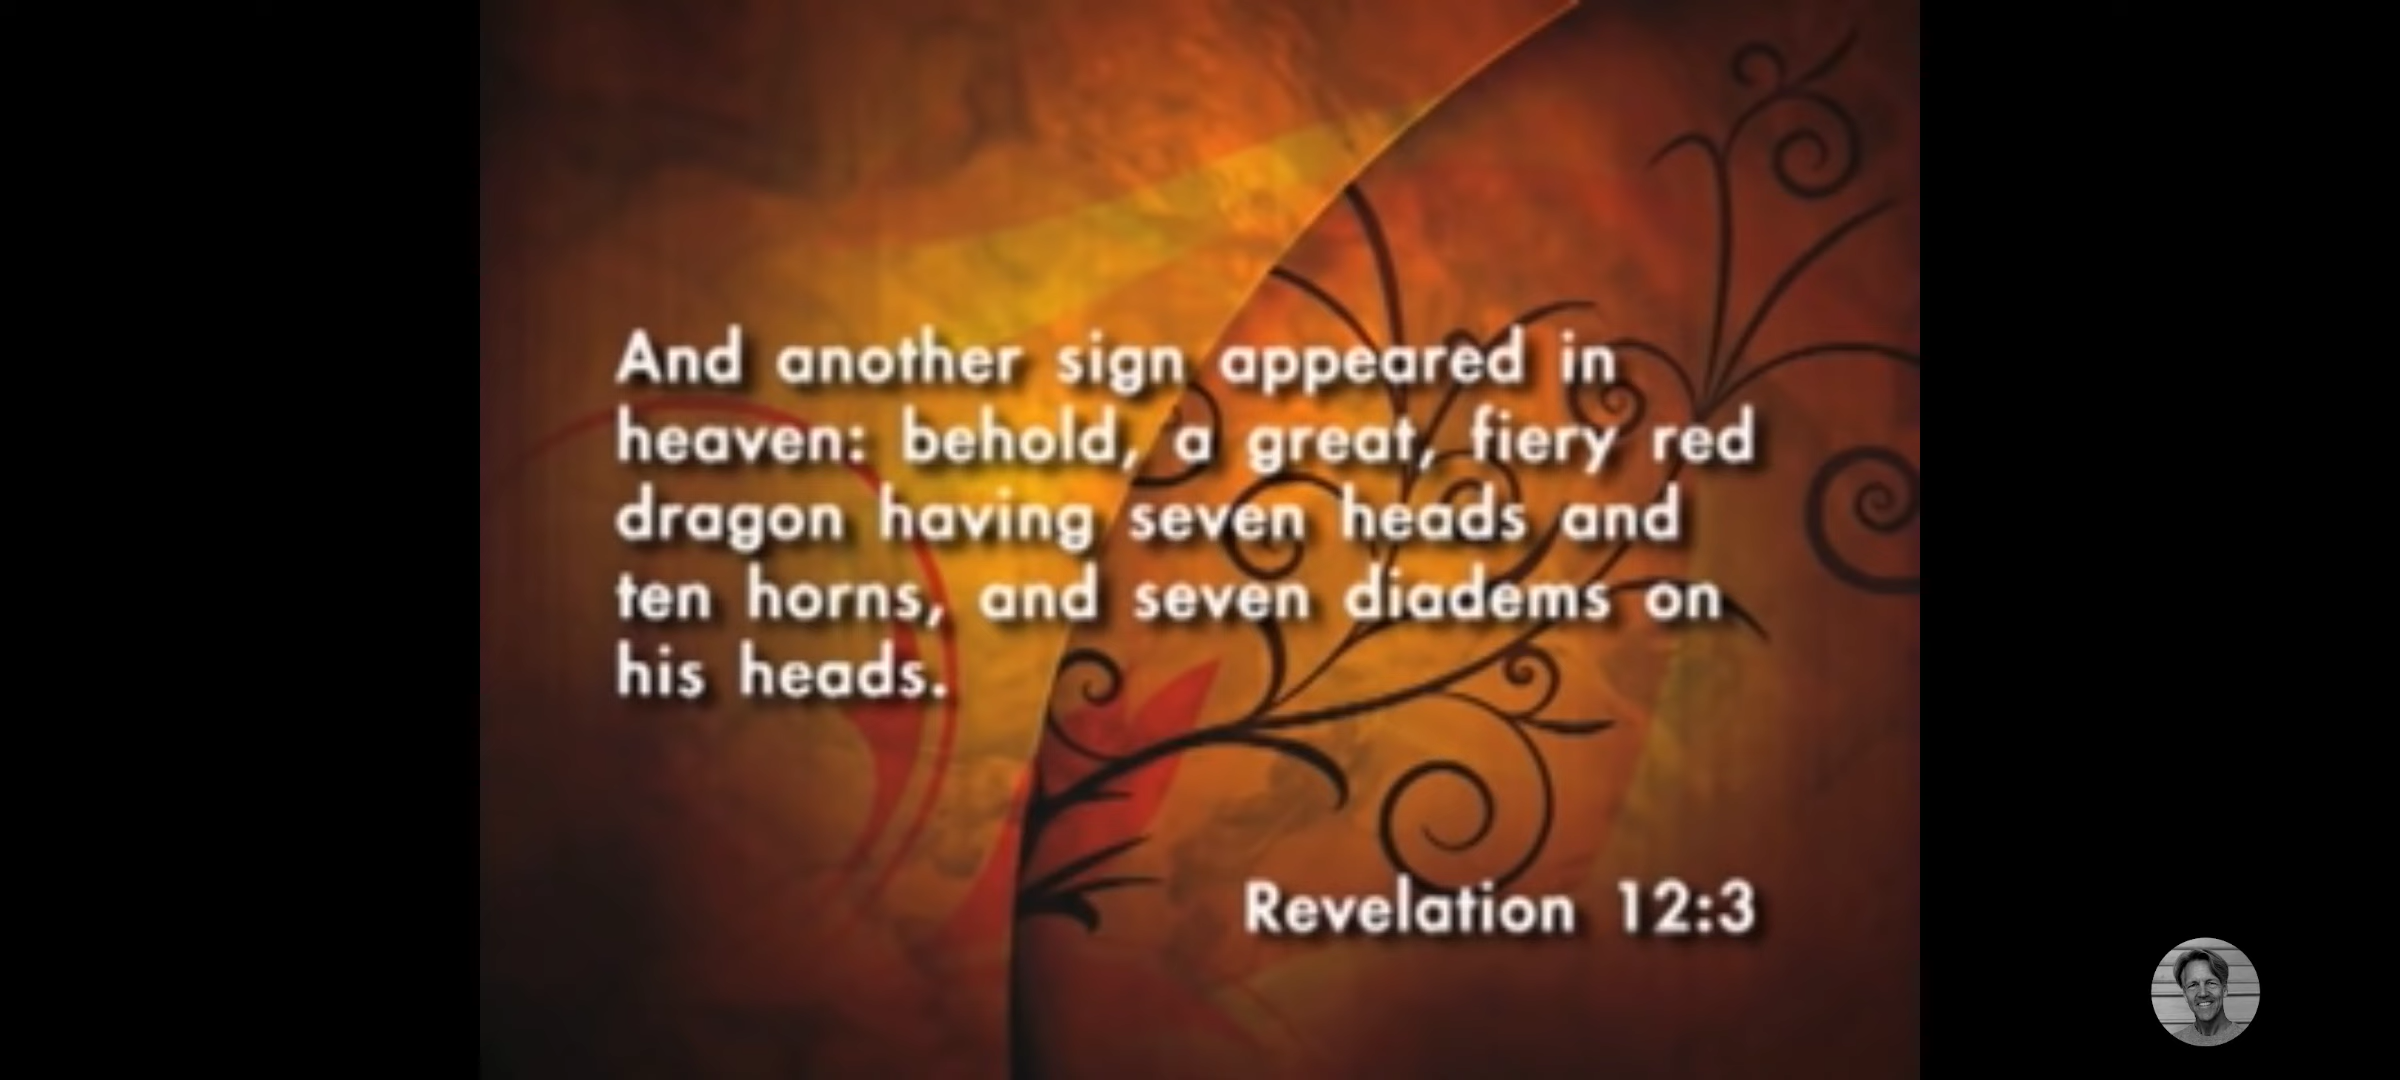 And another sign appeared in
heaven: behold, a great, fiery red
dragon having seven heads and
ten horns, and seven diadems on
his heads.
Revelation 12:3